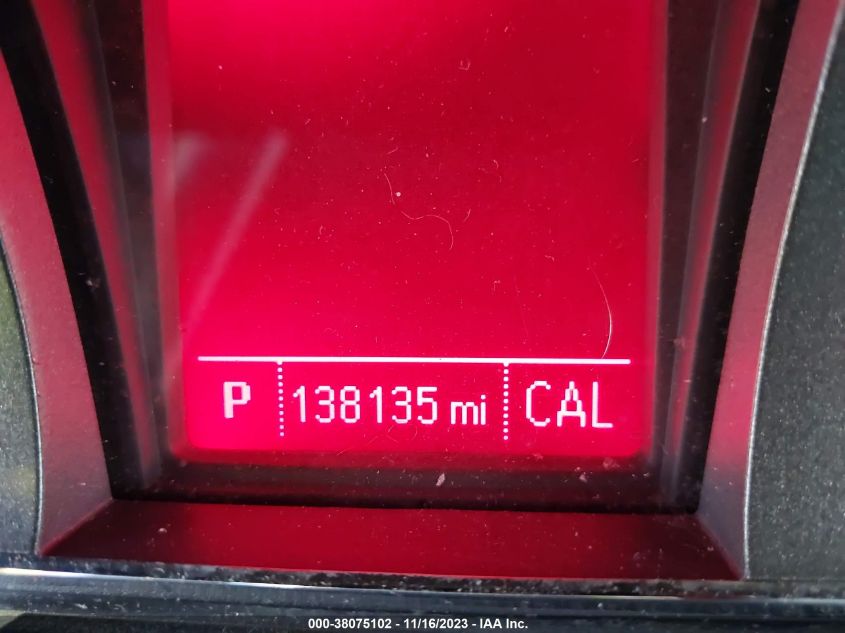 P 138135 mi CAL
000-38075102 - 11/16/2023 - IAA Inc.